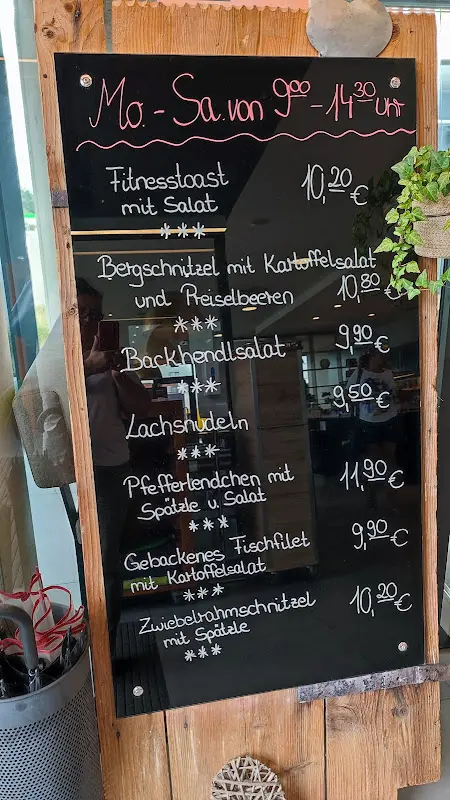 Mo. - Sa. von 9⁰⁰ - 14³⁰ Uhr
Fitnesstoast 10,20 €
mit Salat
***
Bergschnitzel mit Kartoffelsalat
und Preiselbeeren 10,80 €
***
Backhendlsalat 9,90 €
***
Lachsnudeln 9,50 €
***
Pfefferlendchen mit 11,90 €
Spätzle u. Salat
***
Gebackenes Fischfilet 9,90 €
mit Kartoffelsalat
***
Zwiebelrahmschnitzel 10,20 €
mit Spätzle
***